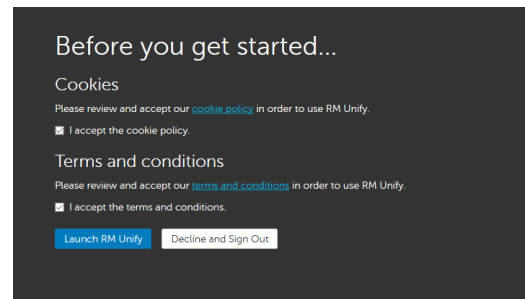 Before you get started...
Cookies
Please review and accept our cookie policy in order to use RM Unify.
I accept the cookie policy.
Terms and conditions
Please review and accept our terms and conditions in order to use RM Unify.
I accept the terms and conditions.
Launch RM Unify Decline and Sign Out